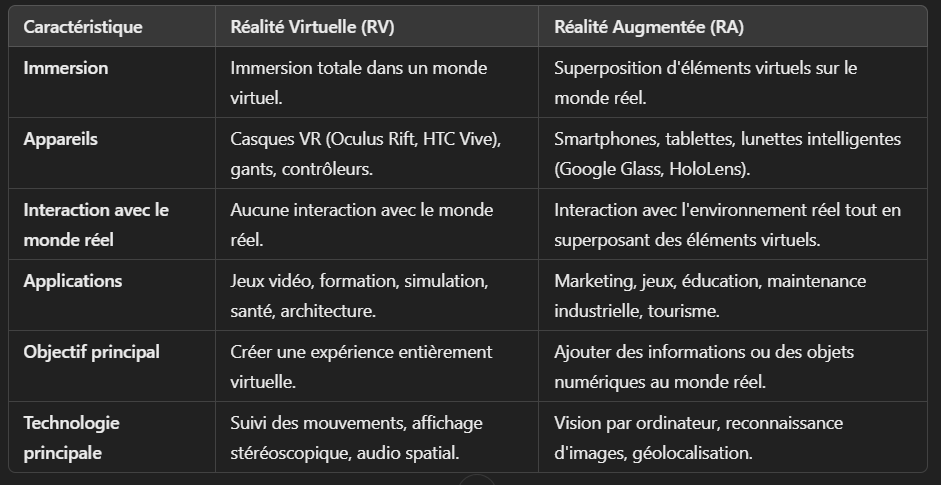 Caractéristique
Réalité Virtuelle (RV)
Réalité Augmentée (RA)
Immersion
Immersion totale dans un monde
virtuel.
Superposition d'éléments virtuels sur le
monde réel.
Appareils
Casques VR (Oculus Rift, HTC Vive),
gants, contrôleurs.
Smartphones, tablettes, lunettes intelligentes
(Google Glass, HoloLens).
Interaction avec le
monde réel
Aucune interaction avec le monde
réel.
Interaction avec l'environnement réel tout en
superposant des éléments virtuels.
Applications
Jeux vidéo, formation, simulation,
santé, architecture.
Marketing, jeux, éducation, maintenance
industrielle, tourisme.
Objectif principal
Créer une expérience entièrement
virtuelle.
Ajouter des informations ou des objets
numériques au monde réel.
Technologie
principale
Suivi des mouvements, affichage
stéréoscopique, audio spatial.
Vision par ordinateur, reconnaissance
d'images, géolocalisation.